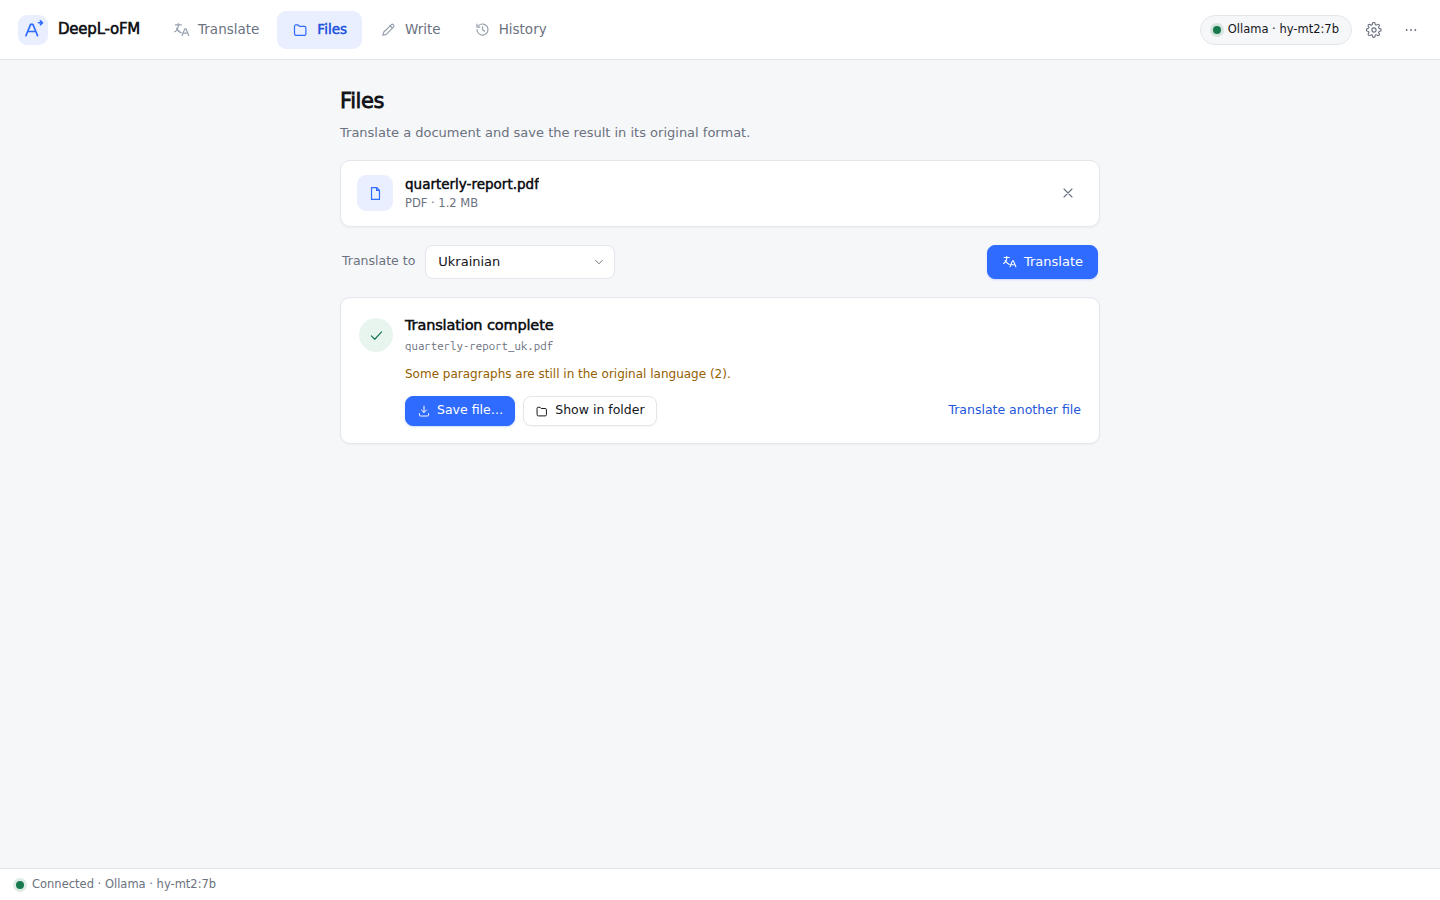 DeepL-oFM
Translate
Files
Write
History
Ollama · hy-mt2:7b
Files
Translate a document and save the result in its original format.
quarterly-report.pdf
PDF · 1.2 MB
Translate to
Ukrainian
Translate
Translation complete
quarterly-report_uk.pdf
Some paragraphs are still in the original language (2).
Save file…
Show in folder
Translate another file
Connected · Ollama · hy-mt2:7b